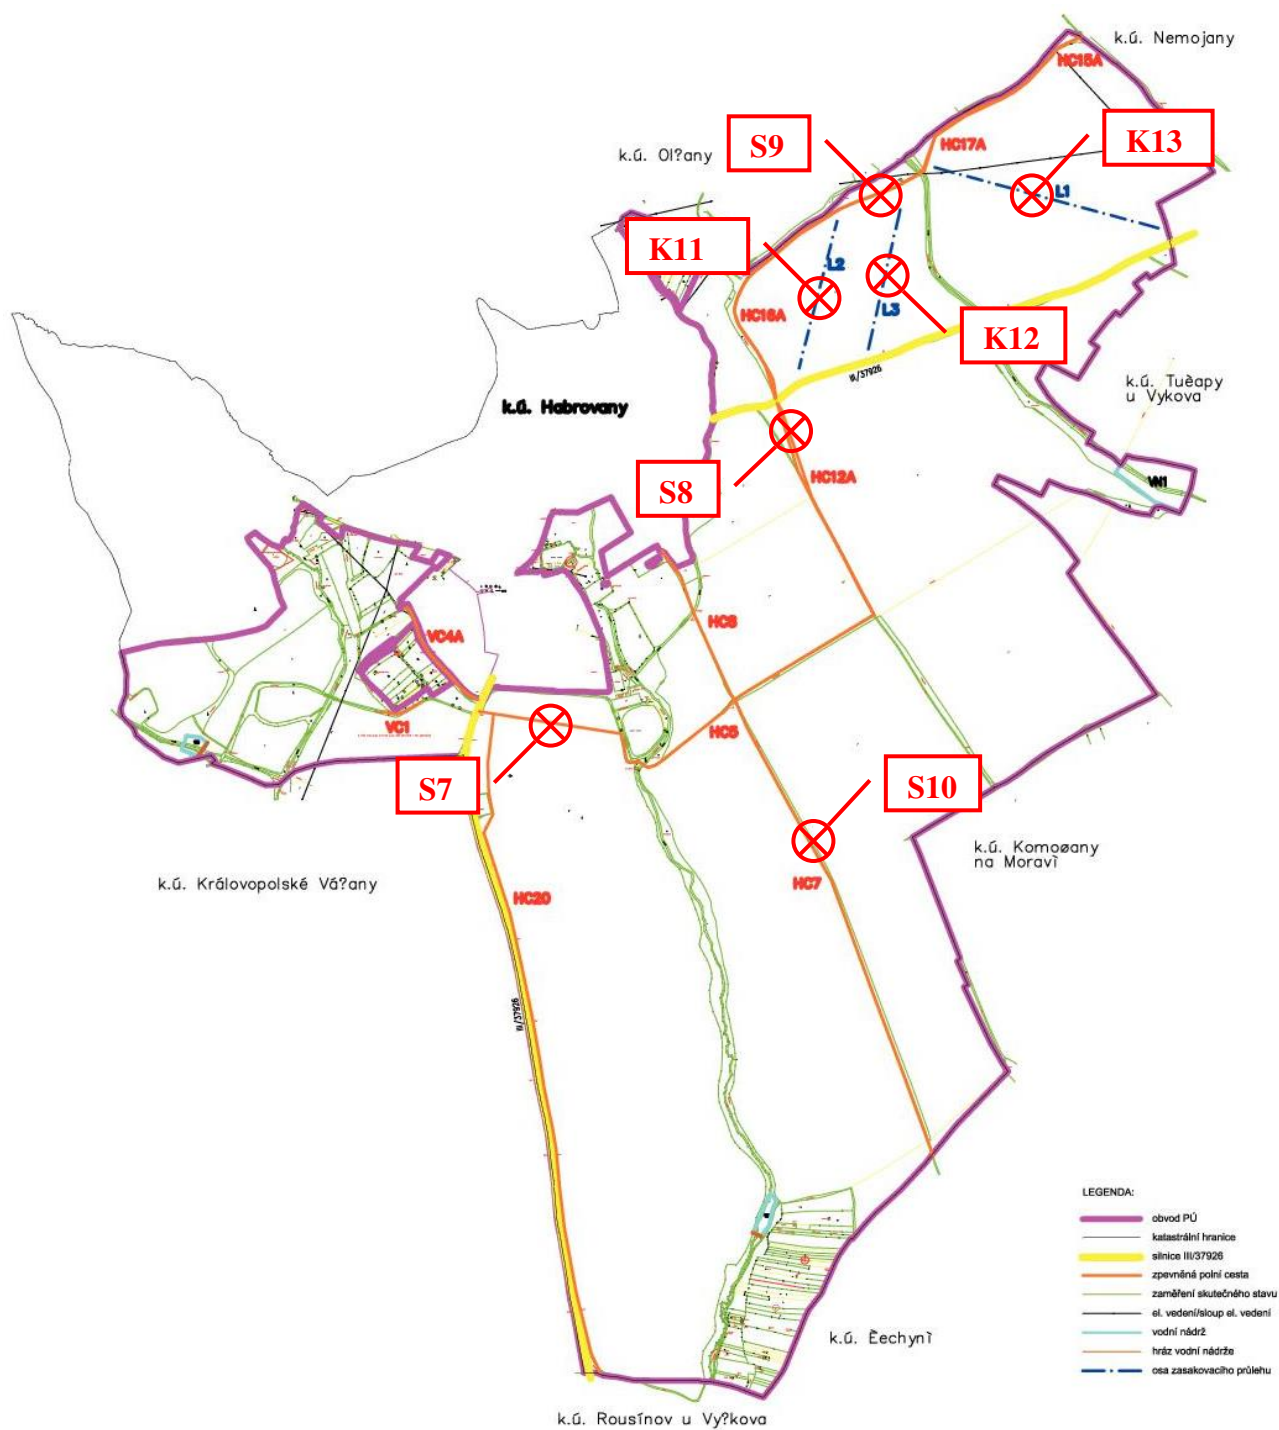 k.ú. Nemojany
HC15A
K13
S9
HC17A
k.ú. Ol?any
L1
K11
L2
HC16A
L3
K12
III/37926
k.ú. Tuèapy
u Vykova
k.ú. Habrovany
S8
HC12A
VN1
HC6
VC4A
VC1
HC5
S7
S10
k.ú. Komoøany
na Moravì
k.ú. Královopolské Vá?any
HC7
HC20
III/37926
LEGENDA:
obvod PÚ
katastrální hranice
silnice III/37926
zpevněná polní cesta
zaměření skutečného stavu
el. vedení/sloup el. vedení
vodní nádrž
hráz vodní nádrže
osa zasakovacího průlehu
k.ú. Èechynì
k.ú. Rousínov u Vy?kova